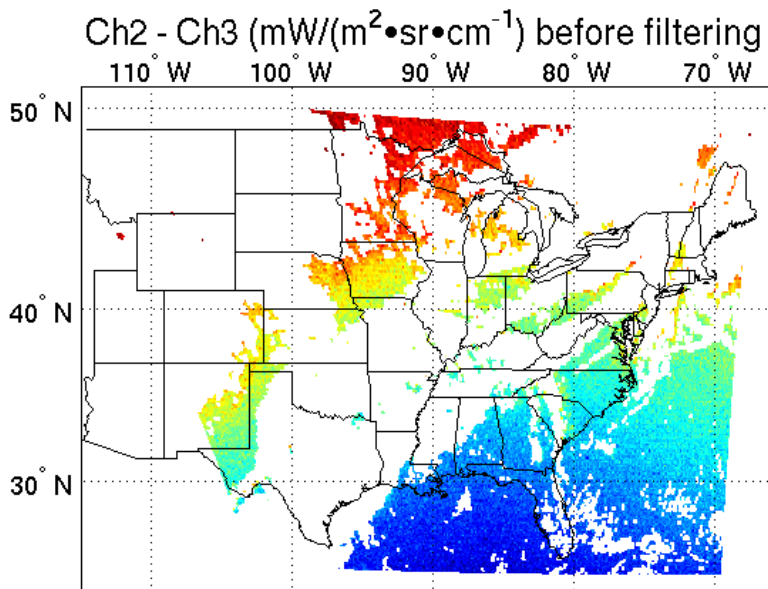 Ch2 - Ch3 (mW/(m²•sr•cm⁻¹) before filtering
110° W 100° W 90° W 80° W 70° W
50° N
40° N
30° N